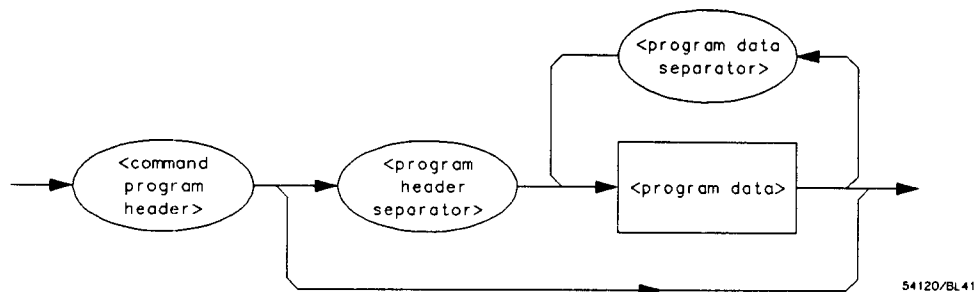 <program data
separator>
<command
program
header>
<program
header
separator>
<program data>
54120/BL41